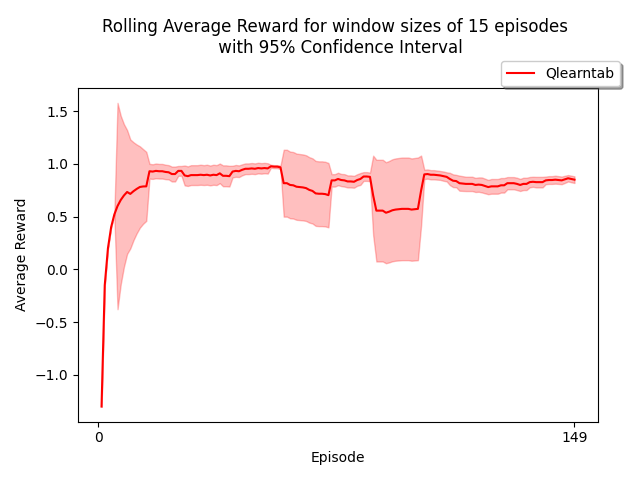 Rolling Average Reward for window sizes of 15 episodes
with 95% Confidence Interval
Qlearntab
1.5
1.0
0.5
0.0
−0.5
−1.0
Average Reward
0
149
Episode